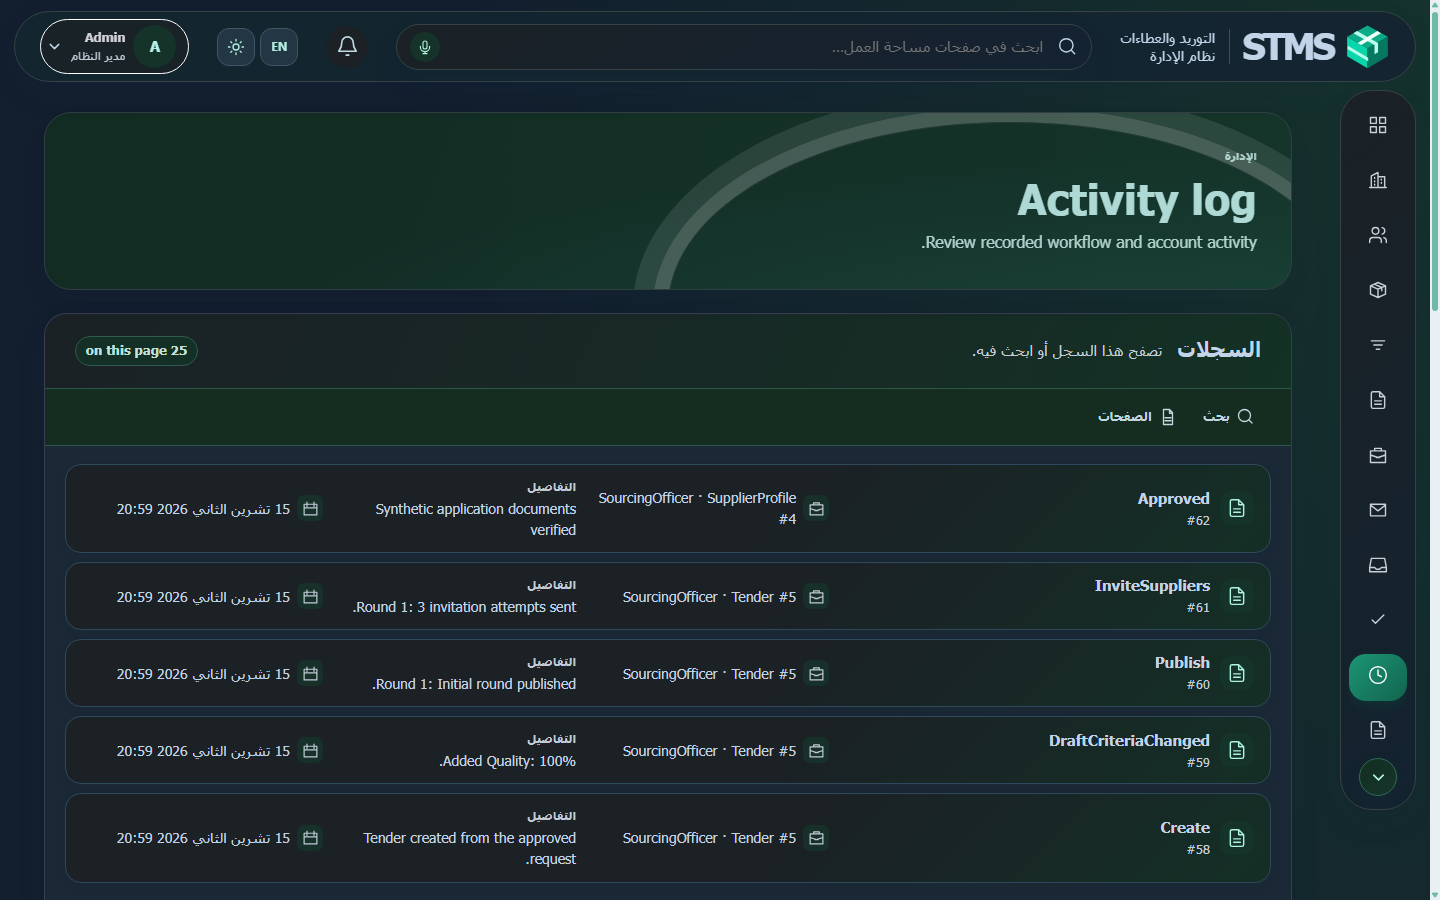 STMS
التوريد والعطاءات
نظام الإدارة
ابحث في صفحات مساحة العمل...
EN
A
Admin
مدير النظام
الإدارة
Activity log
Review recorded workflow and account activity.
السجلات
تصفح هذا السجل أو ابحث فيه.
on this page 25
بحث
الصفحات
Approved
#62
SourcingOfficer · SupplierProfile
#4
التفاصيل
Synthetic application documents
verified
15 تشرين الثاني 2026 20:59
InviteSuppliers
#61
SourcingOfficer · Tender #5
التفاصيل
Round 1: 3 invitation attempts sent.
15 تشرين الثاني 2026 20:59
Publish
#60
SourcingOfficer · Tender #5
التفاصيل
Round 1: Initial round published.
15 تشرين الثاني 2026 20:59
DraftCriteriaChanged
#59
SourcingOfficer · Tender #5
التفاصيل
Added Quality: 100%.
15 تشرين الثاني 2026 20:59
Create
#58
SourcingOfficer · Tender #5
التفاصيل
Tender created from the approved
request.
15 تشرين الثاني 2026 20:59